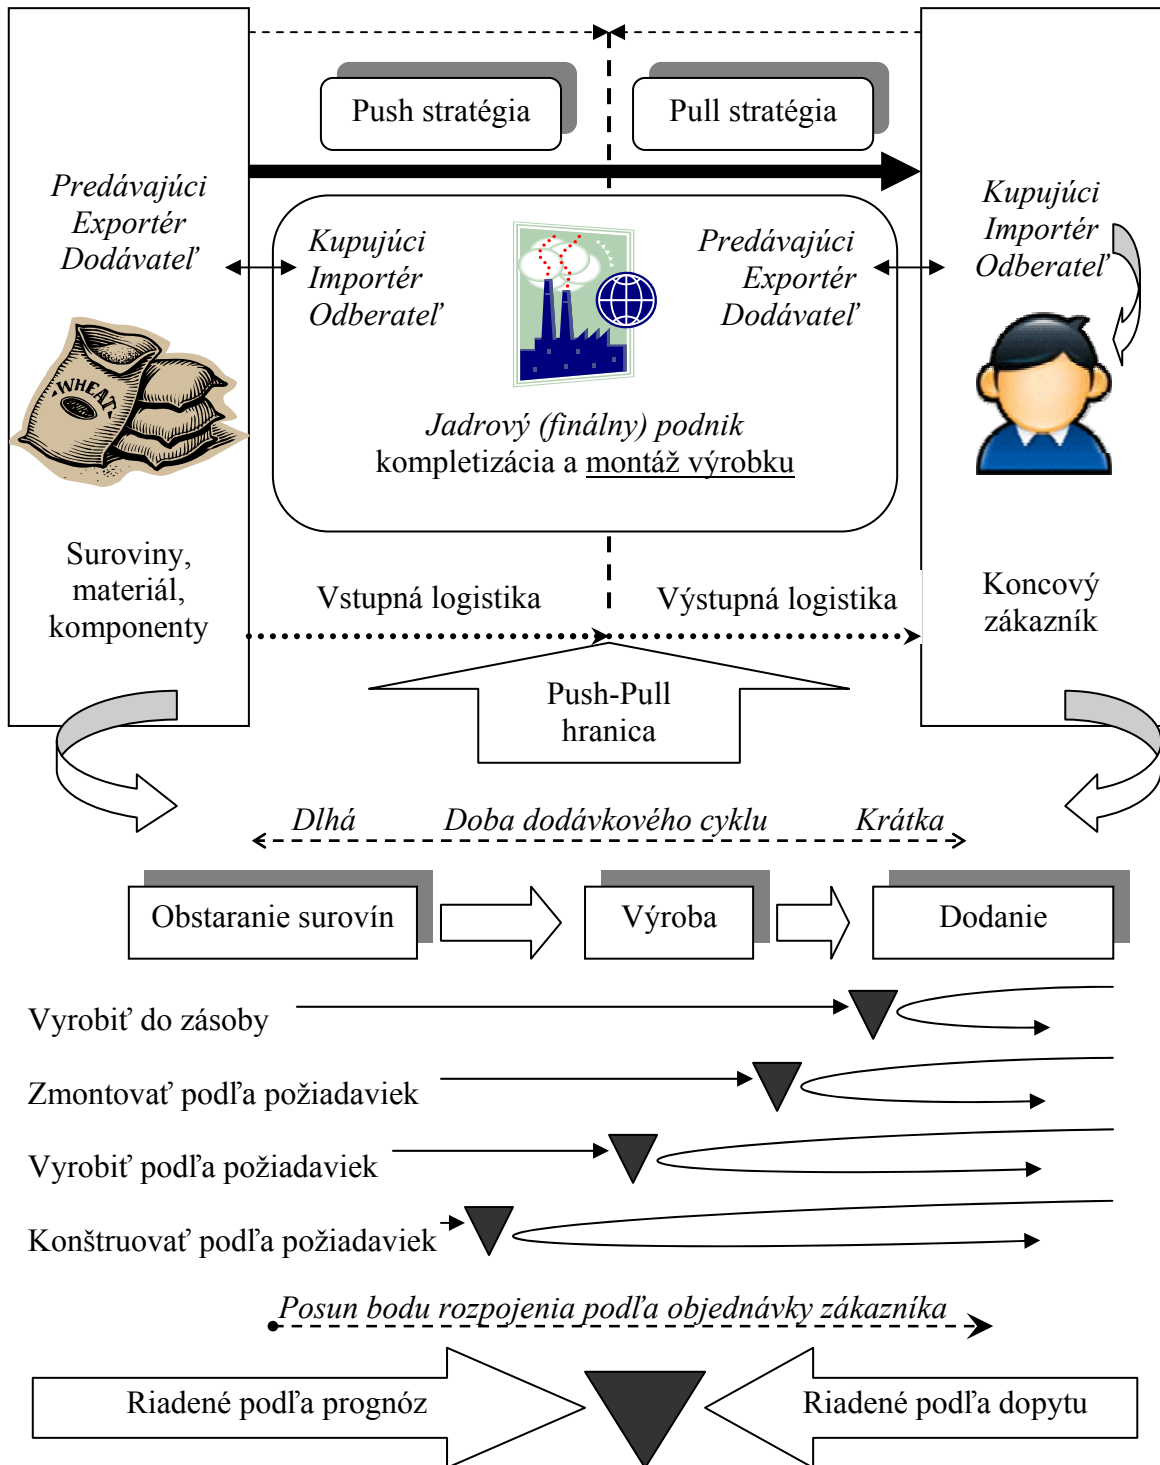 Push stratégia
Pull stratégia
Predávajúci
Exportér
Dodávateľ
Kupujúci
Importér
Odberateľ
Predávajúci
Exportér
Dodávateľ
Kupujúci
Importér
Odberateľ
WHEAT
Jadrový (finálny) podnik
kompletizácia a montáž výrobku
Suroviny,
materiál,
komponenty
Vstupná logistika
Výstupná logistika
Koncový
zákazník
Push-Pull
hranica
Dlhá
Doba dodávkového cyklu
Krátka
Obstaranie surovín
Výroba
Dodanie
Vyrobiť do zásoby
Zmontovať podľa požiadaviek
Vyrobiť podľa požiadaviek
Konštruovať podľa požiadaviek
Posun bodu rozpojenia podľa objednávky zákazníka
Riadené podľa prognóz
Riadené podľa dopytu